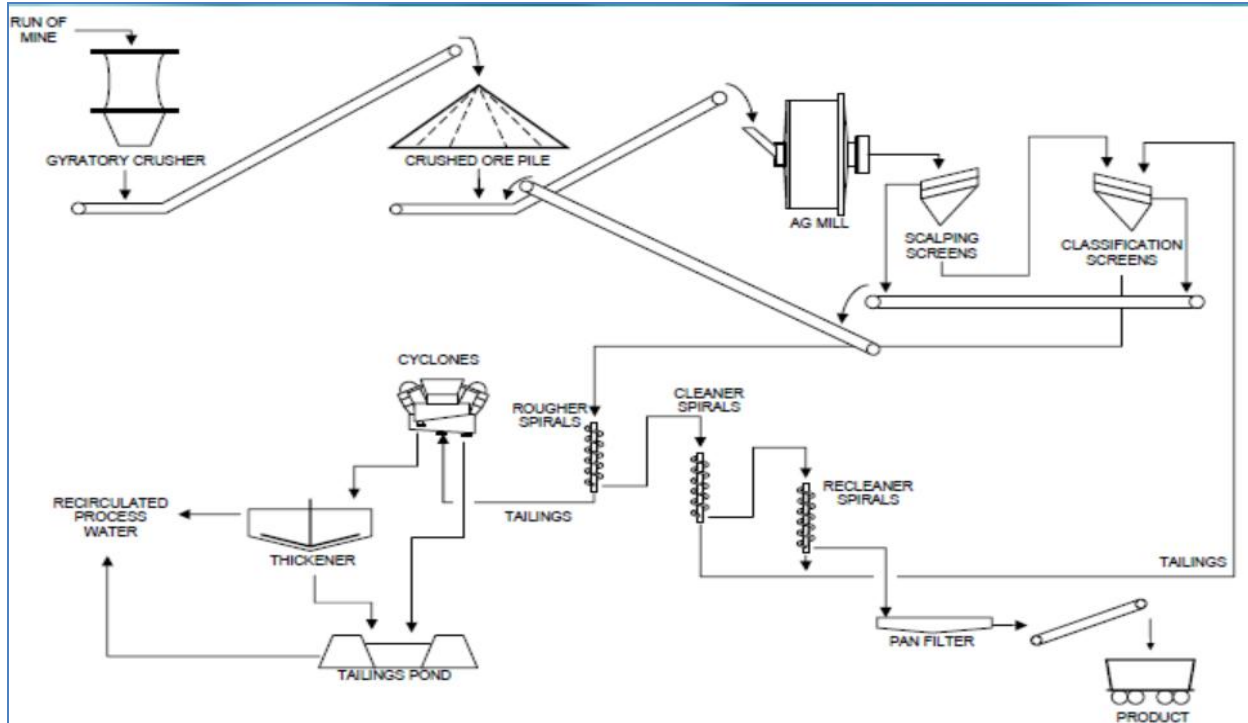 RUN OF
MINE
GYRATORY CRUSHER
CRUSHED ORE PILE
AG MILL
SCALPING
SCREENS
CLASSIFICATION
SCREENS
CYCLONES
ROUGHER
SPIRALS
CLEANER
SPIRALS
RECLEANER
SPIRALS
TAILINGS
RECIRCULATED
PROCESS
WATER
THICKENER
TAILINGS
PAN FILTER
TAILINGS POND
PRODUCT